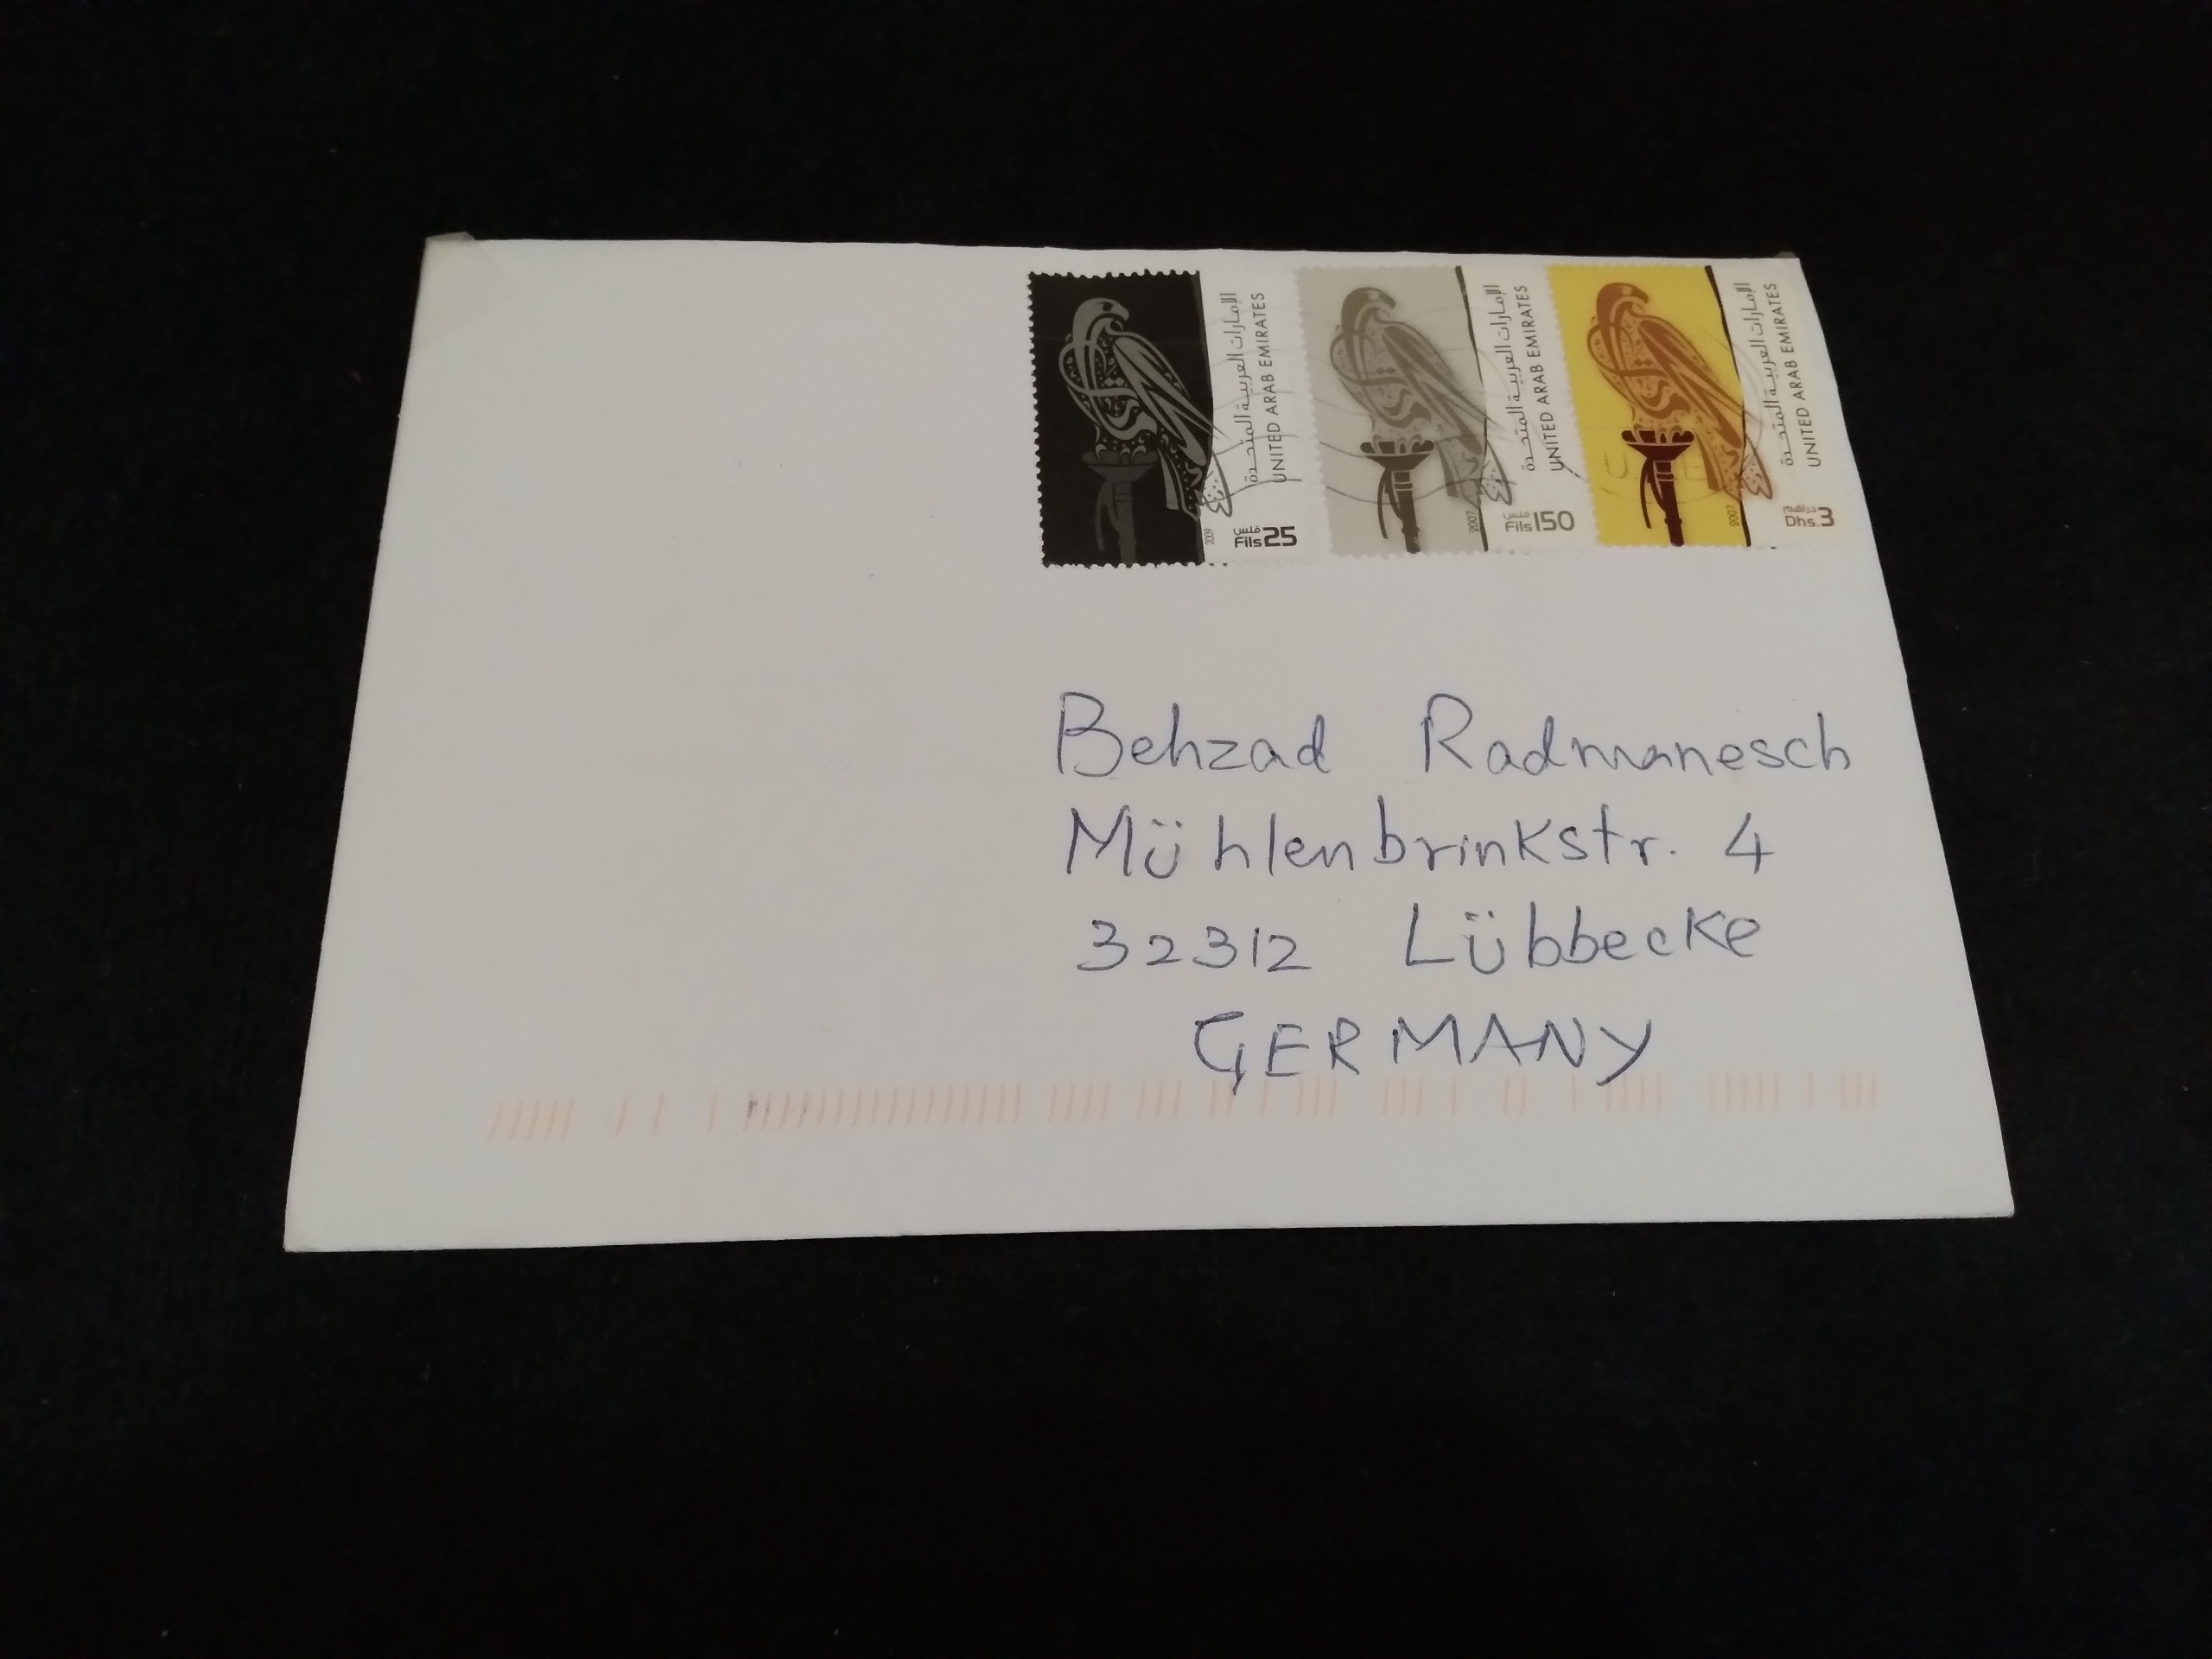 الإمارات العربية المتحدة
UNITED ARAB EMIRATES
2009
فلس
Fils 25
الإمارات العربية المتحدة
UNITED ARAB EMIRATES
2007
فلس
Fils 150
الإمارات العربية المتحدة
UNITED ARAB EMIRATES
2007
دراهم
Dhs. 3
Behzad Radmanesch
Mühlenbrinkstr. 4
32312 Lübbecke
GERMANY